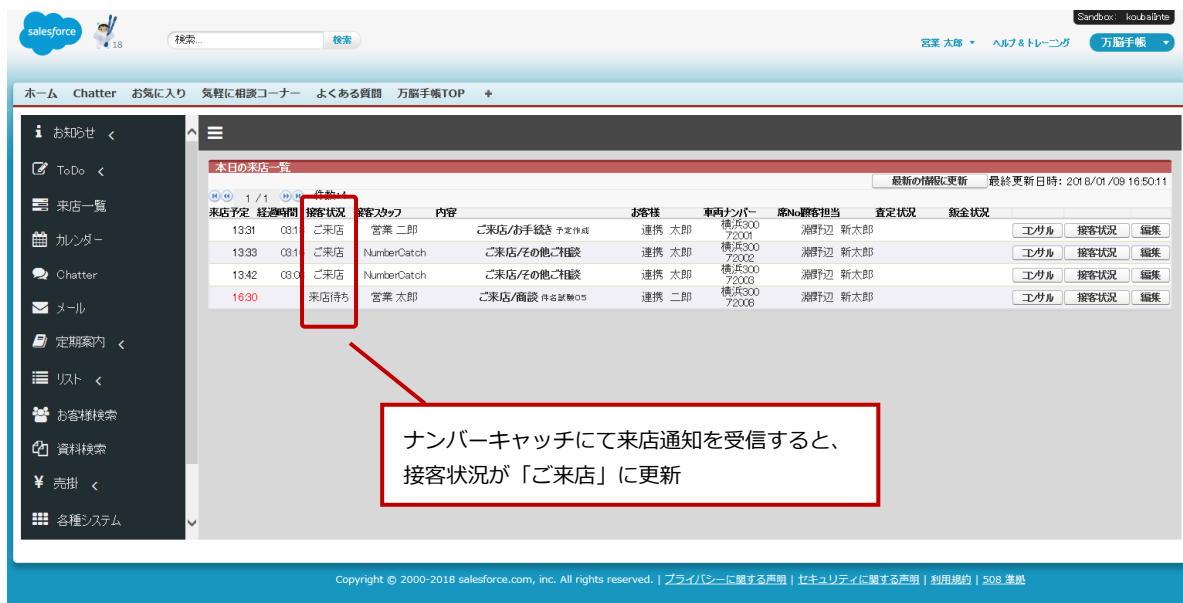 Sandbox: koubaiinte
salesforce
18
検索...
検索
営業 太郎
ヘルプ & トレーニング
万脳手帳
ホーム Chatter お気に入り 気軽に相談コーナー よくある質問 万脳手帳TOP +
お知らせ
ToDo
来店一覧
カレンダー
Chatter
メール
定期案内
リスト
お客様検索
資料検索
売掛
各種システム
本日の来店一覧
最新の情報に更新 最終更新日時: 2018/01/09 16:50:11
1 / 1 件数:4
来店予定 経過時間 接客状況 接客スタッフ 内容 お客様 車両ナンバー 席No顧客担当 査定状況 鈑金状況
13:31 ご来店 営業 二郎 ご来店/お手続き 予定作成 連携 太郎 横浜300 72001 淵野辺 新太郎 コンサル 接客状況 編集
13:33 ご来店 NumberCatch ご来店/その他ご相談 連携 太郎 横浜300 72002 淵野辺 新太郎 コンサル 接客状況 編集
13:42 ご来店 NumberCatch ご来店/その他ご相談 連携 太郎 横浜300 72003 淵野辺 新太郎 コンサル 接客状況 編集
16:30 来店待ち 営業 太郎 ご来店/商談 件名試験05 連携 二郎 横浜300 72008 淵野辺 新太郎 コンサル 接客状況 編集
ナンバーキャッチにて来店通知を受信すると、
接客状況が「ご来店」に更新
Copyright © 2000-2018 salesforce.com, inc. All rights reserved. | プライバシーに関する声明 | セキュリティに関する声明 | 利用規約 | 508 準拠